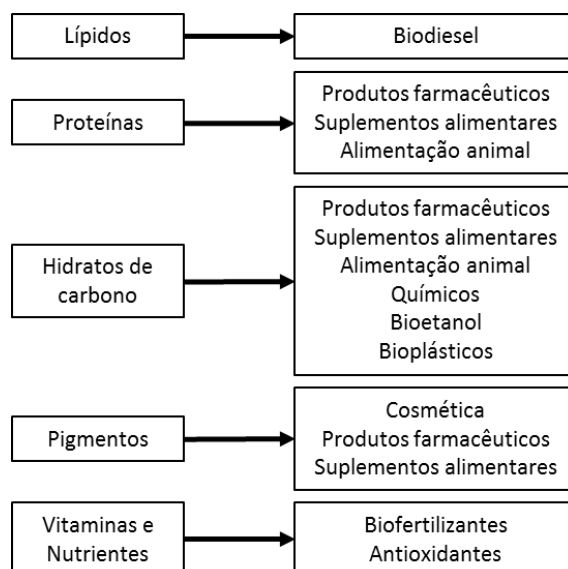 Lípidos
Biodiesel
Proteínas
Produtos farmacêuticos
Suplementos alimentares
Alimentação animal
Hidratos de
carbono
Produtos farmacêuticos
Suplementos alimentares
Alimentação animal
Químicos
Bioetanol
Bioplásticos
Pigmentos
Cosmética
Produtos farmacêuticos
Suplementos alimentares
Vitaminas e
Nutrientes
Biofertilizantes
Antioxidantes